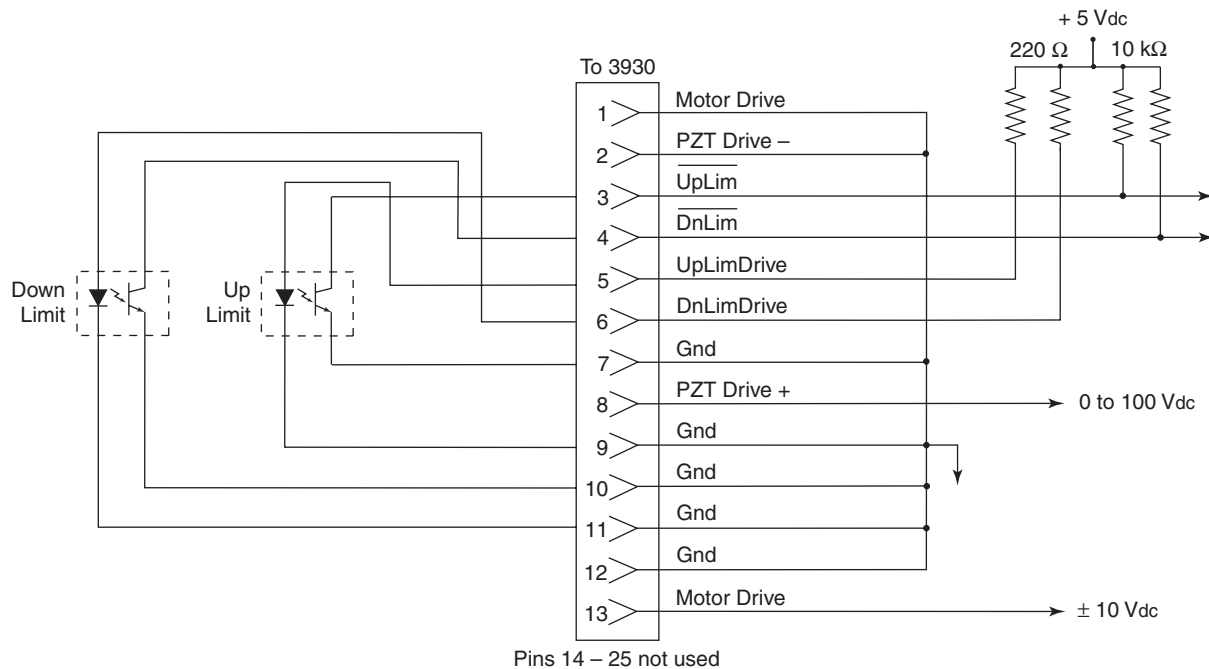 + 5 Vdc
220 Ω 10 kΩ
To 3930
1 Motor Drive
2 PZT Drive –
3 U̅p̅L̅i̅m̅
4 D̅n̅L̅i̅m̅
5 UpLimDrive
6 DnLimDrive
Down
Limit
Up
Limit
7 Gnd
8 PZT Drive + 0 to 100 Vdc
9 Gnd
10 Gnd
11 Gnd
12 Gnd
13 Motor Drive ± 10 Vdc
Pins 14 – 25 not used